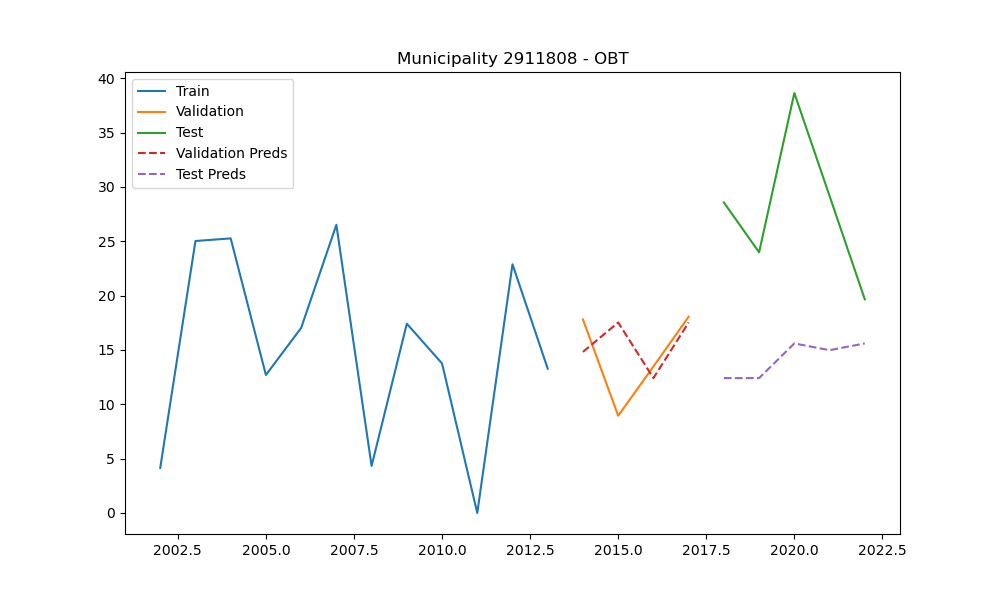 Municipality 2911808 - OBT
40
35
30
25
20
15
10
5
0
Train
Validation
Test
Validation Preds
Test Preds
2002.5 2005.0 2007.5 2010.0 2012.5 2015.0 2017.5 2020.0 2022.5